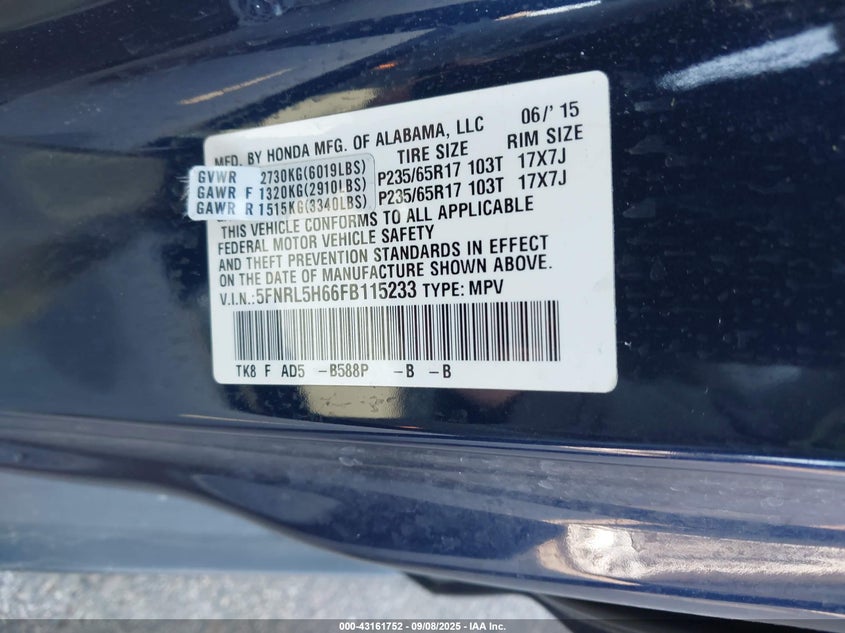 MFD. BY HONDA MFG. OF ALABAMA, LLC 06/'15
TIRE SIZE RIM SIZE
GVWR 2730KG(6019LBS)
GAWR F 1320KG(2910LBS) P235/65R17 103T 17X7J
GAWR R 1515KG(3340LBS) P235/65R17 103T 17X7J
THIS VEHICLE CONFORMS TO ALL APPLICABLE
FEDERAL MOTOR VEHICLE SAFETY
AND THEFT PREVENTION STANDARDS IN EFFECT
ON THE DATE OF MANUFACTURE SHOWN ABOVE.
V.I.N.:5FNRL5H66FB115233 TYPE: MPV
TK8 F AD5 -B588P -B -B
000-43161752 | 09/08/2025 | IAA Inc.